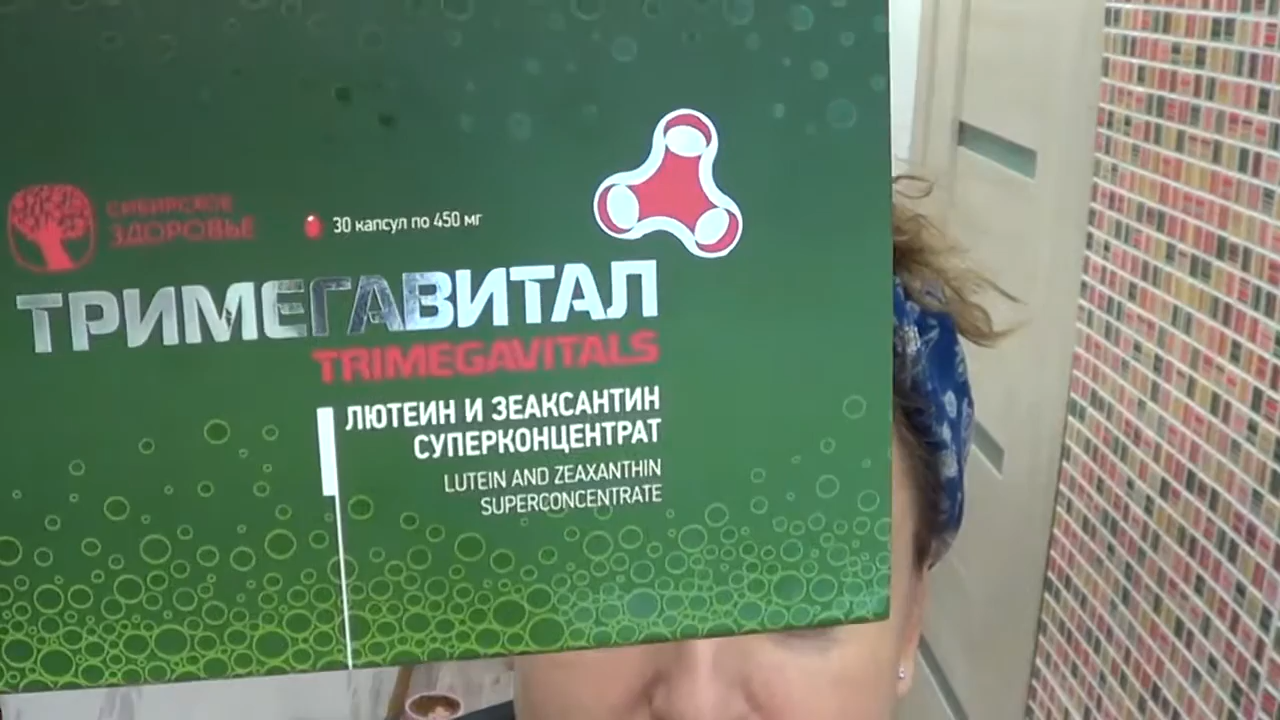 СИБИРСКОЕ
ЗДОРОВЬЕ
30 капсул по 450 мг
ТРИМЕГАВИТАЛ
TRIMEGAVITALS
ЛЮТЕИН И ЗЕАКСАНТИН
СУПЕРКОНЦЕНТРАТ
LUTEIN AND ZEAXANTHIN
SUPERCONCENTRATE